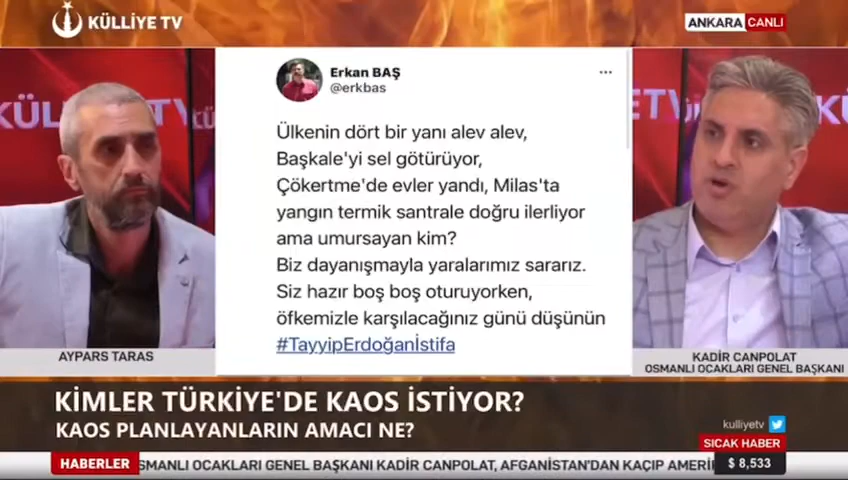 KÜLLİYE TV
ANKARA CANLI
Erkan BAŞ
@erkbas
Ülkenin dört bir yanı alev alev,
Başkale'yi sel götürüyor,
Çökertme'de evler yandı, Milas'ta
yangın termik santrale doğru ilerliyor
ama umursayan kim?
Biz dayanışmayla yaralarımız sararız.
Siz hazır boş boş oturuyorken,
öfkemizle karşılacağınız günü düşünün
#TayyipErdoğanİstifa
KÜLLİYETV
AYPARS TARAS
KADİR CANPOLAT
OSMANLI OCAKLARI GENEL BAŞKANI
KİMLER TÜRKİYE'DE KAOS İSTİYOR?
KAOS PLANLAYANLARIN AMACI NE?
kulliyetv
SICAK HABER
HABERLER
SMANLI OCAKLARI GENEL BAŞKANI KADİR CANPOLAT, AFGANİSTAN'DAN KAÇIP AMERİ
$ 8,533